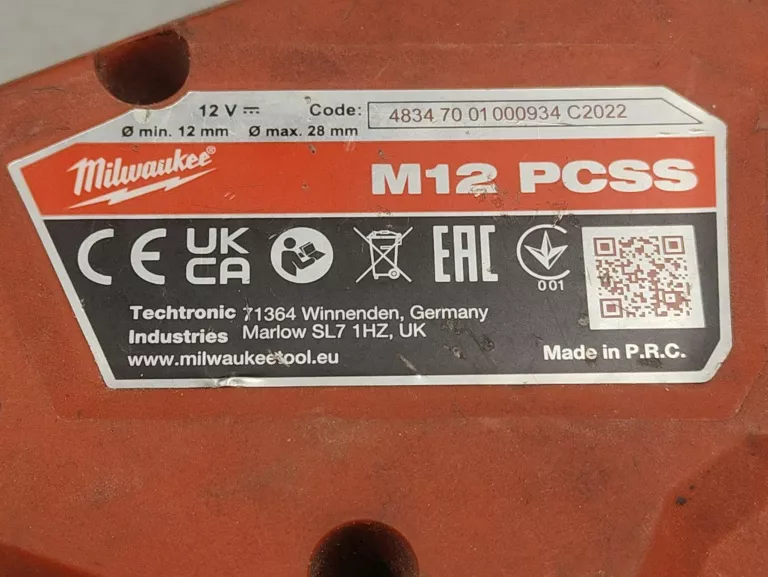 12 V ⎓ Code: 4834 70 01 000934 C2022
Ø min. 12 mm Ø max. 28 mm
Milwaukee®
M12 PCSS
CE UK CA EAC 001
Techtronic Industries
71364 Winnenden, Germany
Marlow SL7 1HZ, UK
www.milwaukeetool.eu
Made in P.R.C.